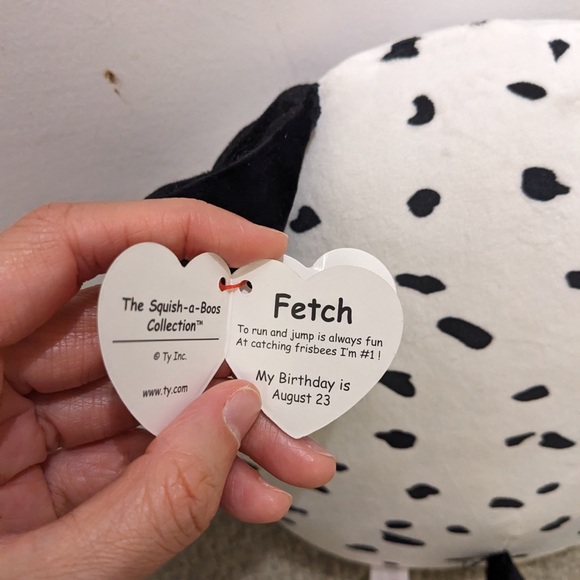 The Squish-a-Boos
Collection™
© Ty Inc.
www.ty.com
Fetch
To run and jump is always fun
At catching frisbees I'm #1 !
My Birthday is
August 23